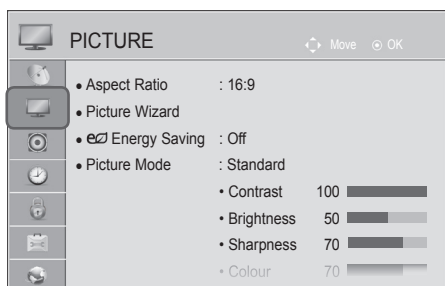 PICTURE Move OK
• Aspect Ratio : 16:9
• Picture Wizard
• Energy Saving : Off
• Picture Mode : Standard
• Contrast 100
• Brightness 50
• Sharpness 70
• Colour 70